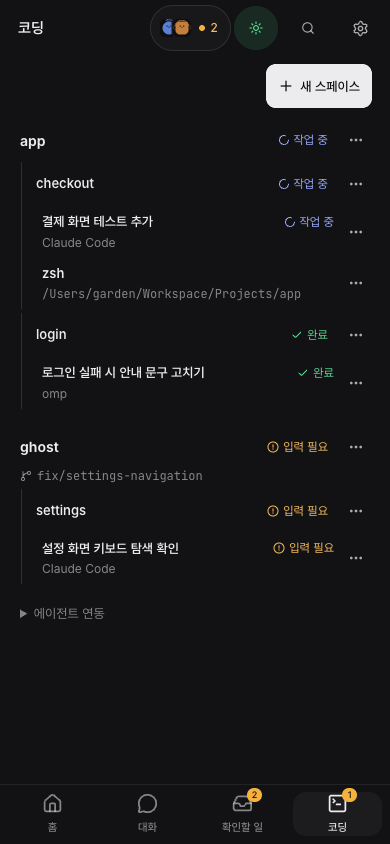 코딩
2
새 스페이스
app
작업 중
checkout
작업 중
결제 화면 테스트 추가
작업 중
Claude Code
zsh
/Users/garden/Workspace/Projects/app
login
완료
로그인 실패 시 안내 문구 고치기
완료
omp
ghost
입력 필요
fix/settings-navigation
settings
입력 필요
설정 화면 키보드 탐색 확인
입력 필요
Claude Code
에이전트 연동
2
1
홈
대화
확인할 일
코딩